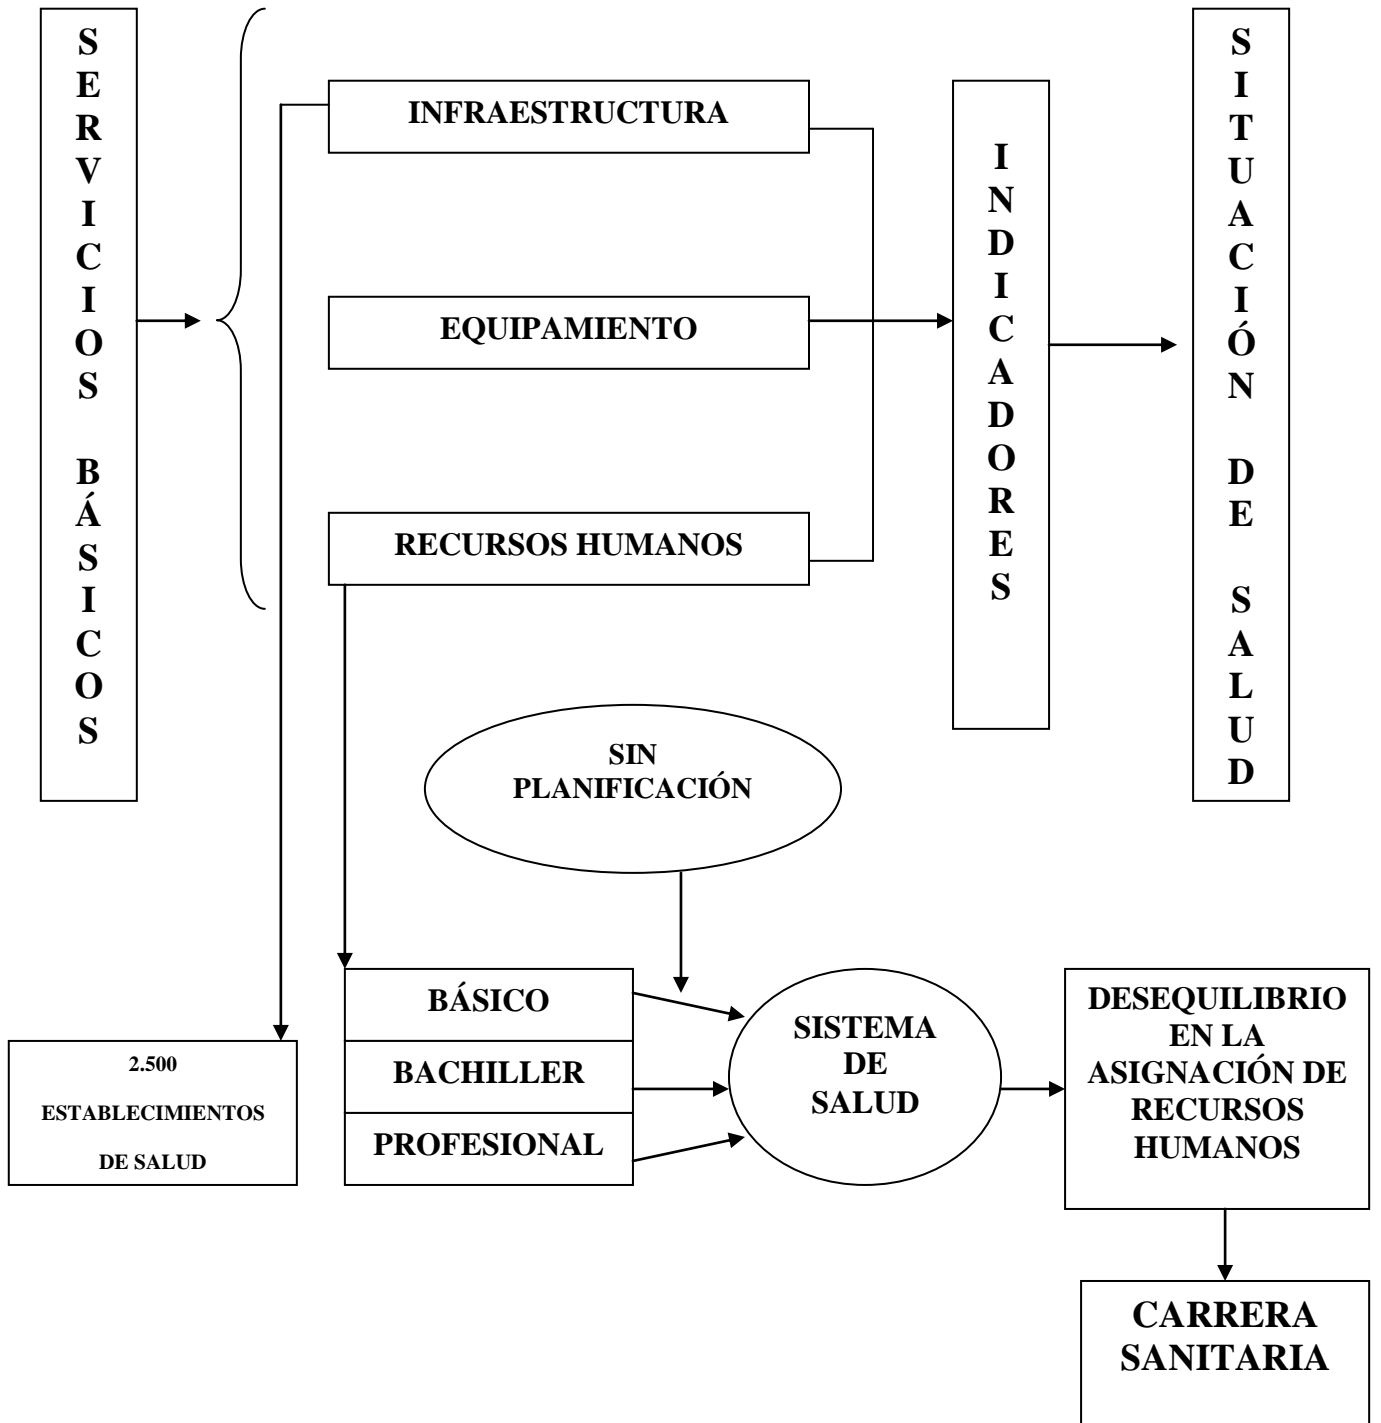 SERVICIOS BÁSICOS
INFRAESTRUCTURA
EQUIPAMIENTO
RECURSOS HUMANOS
INDICADORES
SITUACIÓN DE SALUD
SIN
PLANIFICACIÓN
2.500
ESTABLECIMIENTOS
DE SALUD
BÁSICO
BACHILLER
PROFESIONAL
SISTEMA
DE
SALUD
DESEQUILIBRIO
EN LA
ASIGNACIÓN DE
RECURSOS
HUMANOS
CARRERA
SANITARIA